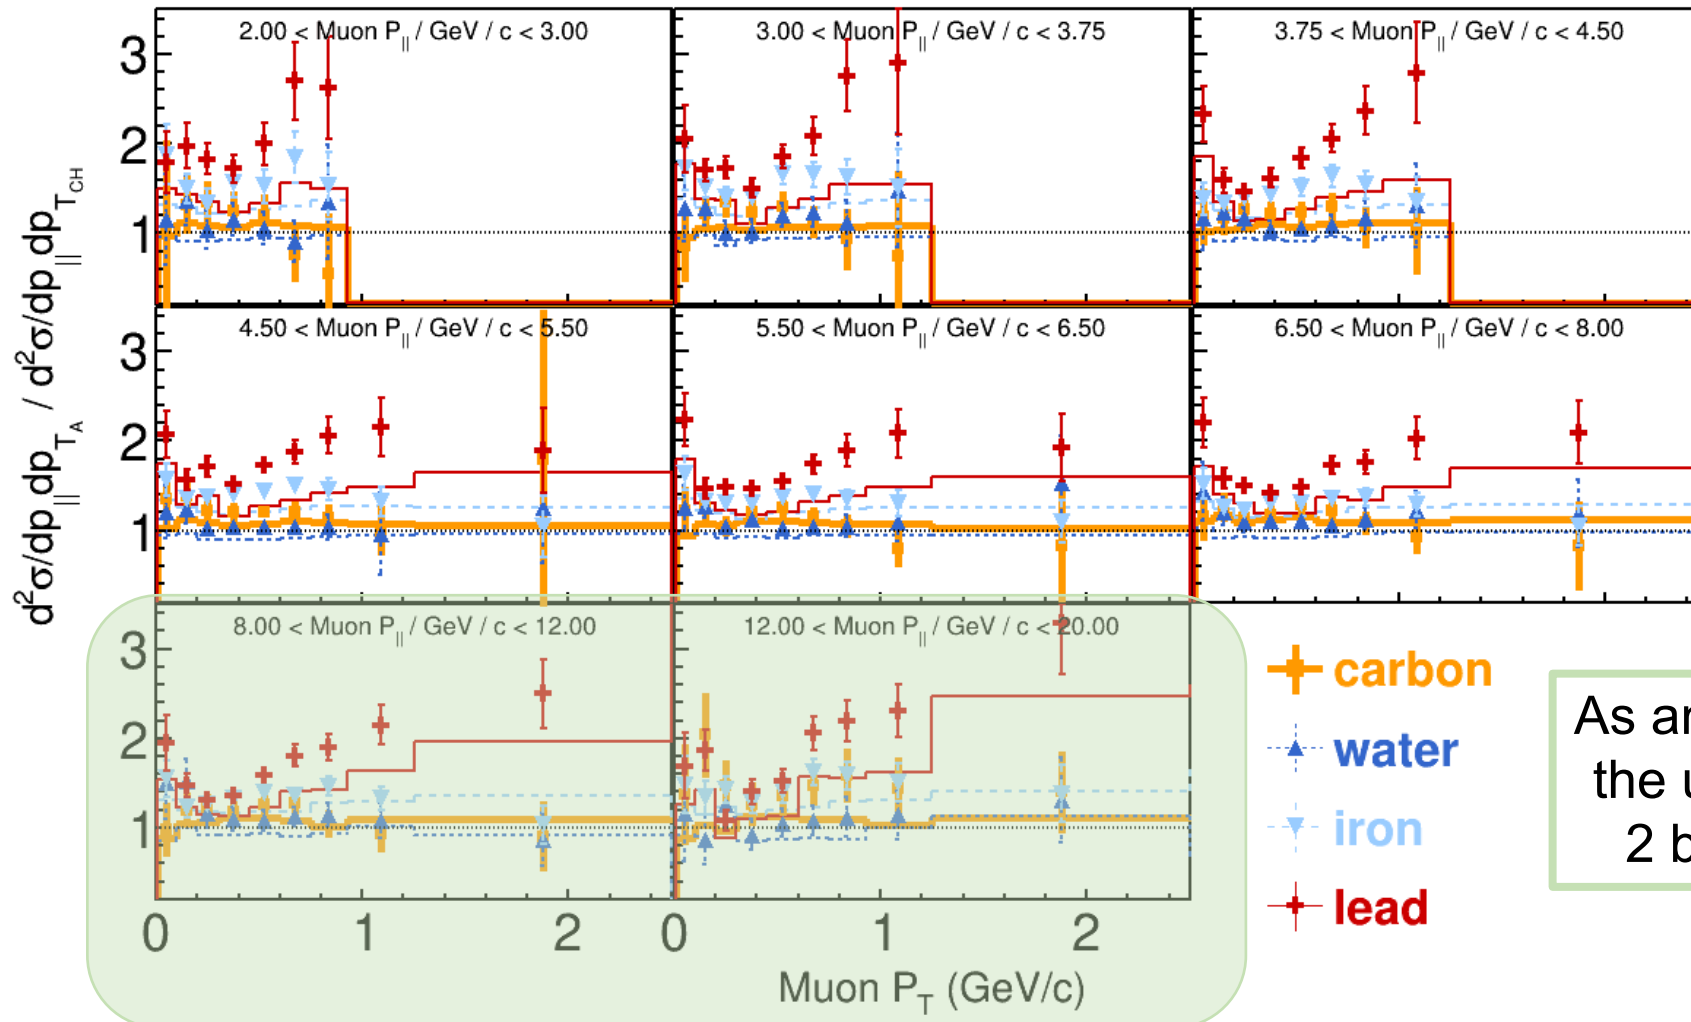 2.00 < Muon P|| / GeV / c < 3.00
3.00 < Muon P|| / GeV / c < 3.75
3.75 < Muon P|| / GeV / c < 4.50
3
2
1
d²σ/dp|| dpT_A / d²σ/dp|| dpT_CH
4.50 < Muon P|| / GeV / c < 5.50
5.50 < Muon P|| / GeV / c < 6.50
6.50 < Muon P|| / GeV / c < 8.00
3
2
1
8.00 < Muon P|| / GeV / c < 12.00
12.00 < Muon P|| / GeV / c < 20.00
3
2
1
0 1 2 0 1 2
Muon P_T (GeV/c)
carbon
water
iron
lead
As
the
2